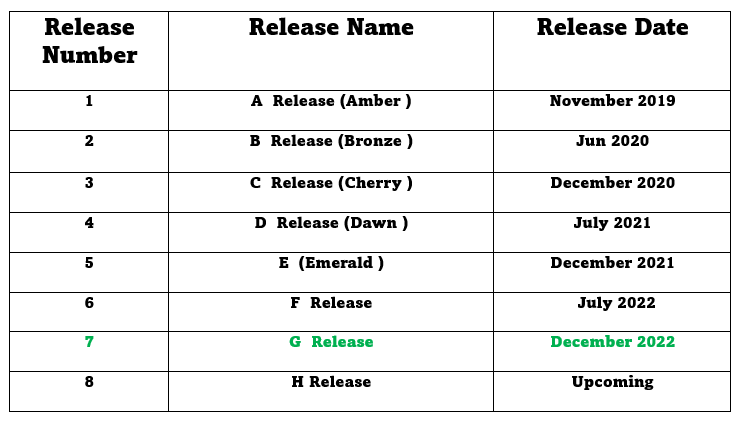 Release Number Release Name Release Date
1 A Release (Amber ) November 2019
2 B Release (Bronze ) Jun 2020
3 C Release (Cherry ) December 2020
4 D Release (Dawn ) July 2021
5 E (Emerald ) December 2021
6 F Release July 2022
7 G Release December 2022
8 H Release Upcoming